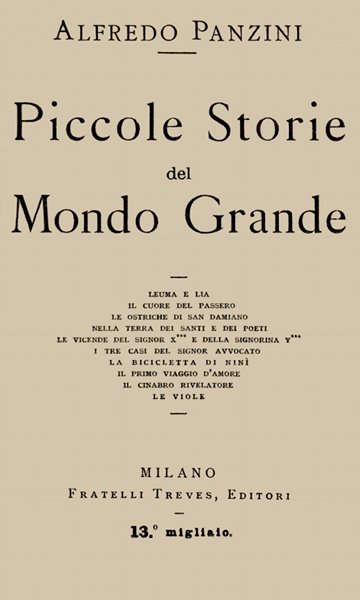 ALFREDO PANZINI
Piccole Storie
del
Mondo Grande
LEUMA E LIA
IL CUORE DEL PASSERO
LE OSTRICHE DI SAN DAMIANO
NELLA TERRA DEI SANTI E DEI POETI
LE VICENDE DEL SIGNOR X*** E DELLA SIGNORINA Y***
I TRE CASI DEL SIGNOR AVVOCATO
LA BICICLETTA DI NINÌ
IL PRIMO VIAGGIO D'AMORE
IL CINABRO RIVELATORE
LE VIOLE
MILANO
FRATELLI TREVES, EDITORI
13.º migliaio.